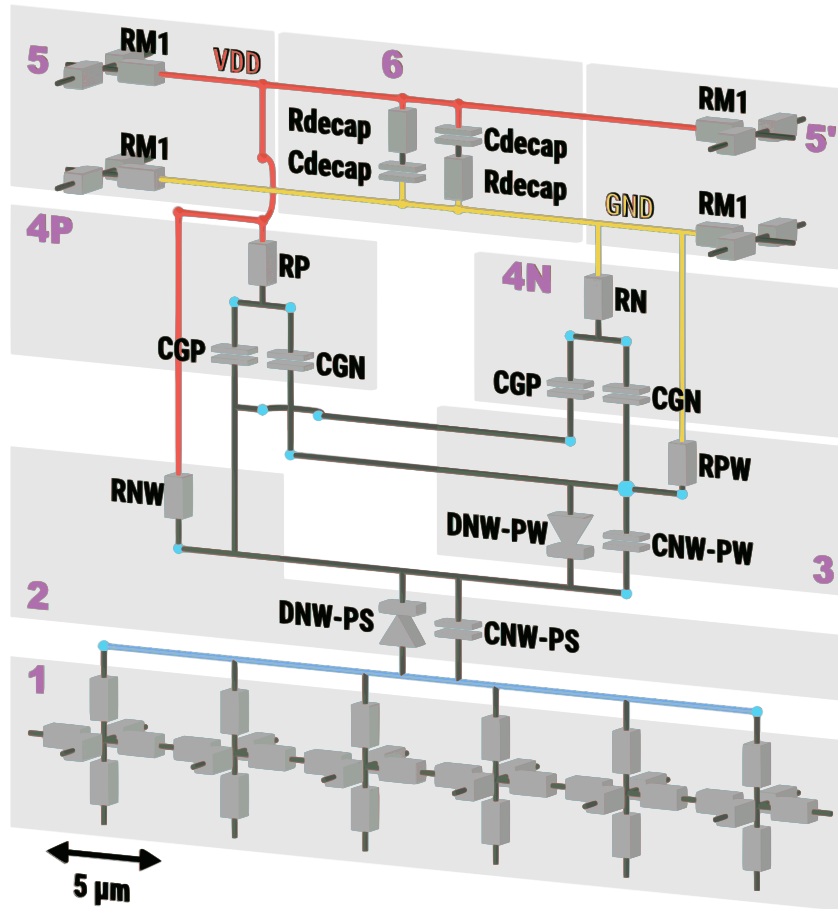 5
RM1
VDD
6
RM1
5'
Rdecap
Cdecap
RM1
Cdecap
Rdecap
GND
RM1
4P
RP
4N
RN
CGP
CGN
CGP
CGN
RNW
RPW
DNW-PW
CNW-PW
3
2
DNW-PS
CNW-PS
1
5 µm